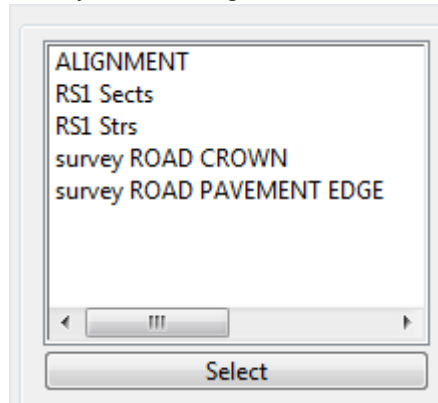 ALIGNMENT
RS1 Sects
RS1 Strs
survey ROAD CROWN
survey ROAD PAVEMENT EDGE
Select